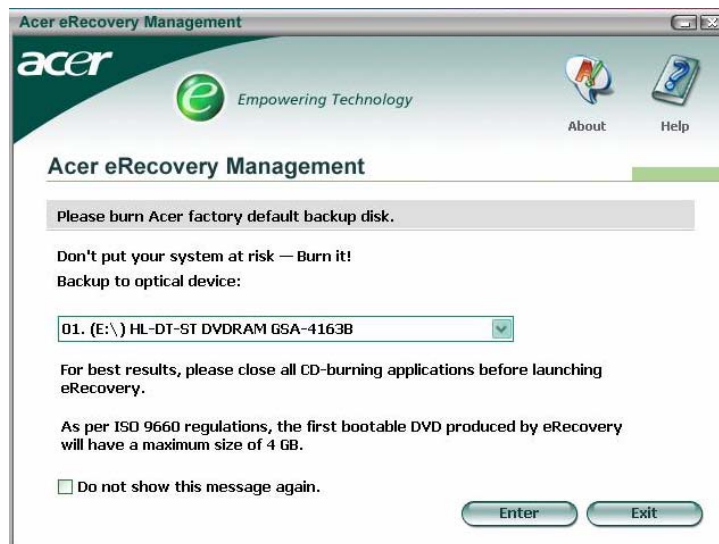 Acer eRecovery Management
acer
e
Empowering Technology
About
Help
Acer eRecovery Management
Please burn Acer factory default backup disk.
Don't put your system at risk — Burn it!
Backup to optical device:
01. (E:\) HL-DT-ST DVDRAM GSA-4163B
For best results, please close all CD-burning applications before launching
eRecovery.
As per ISO 9660 regulations, the first bootable DVD produced by eRecovery
will have a maximum size of 4 GB.
Do not show this message again.
Enter
Exit